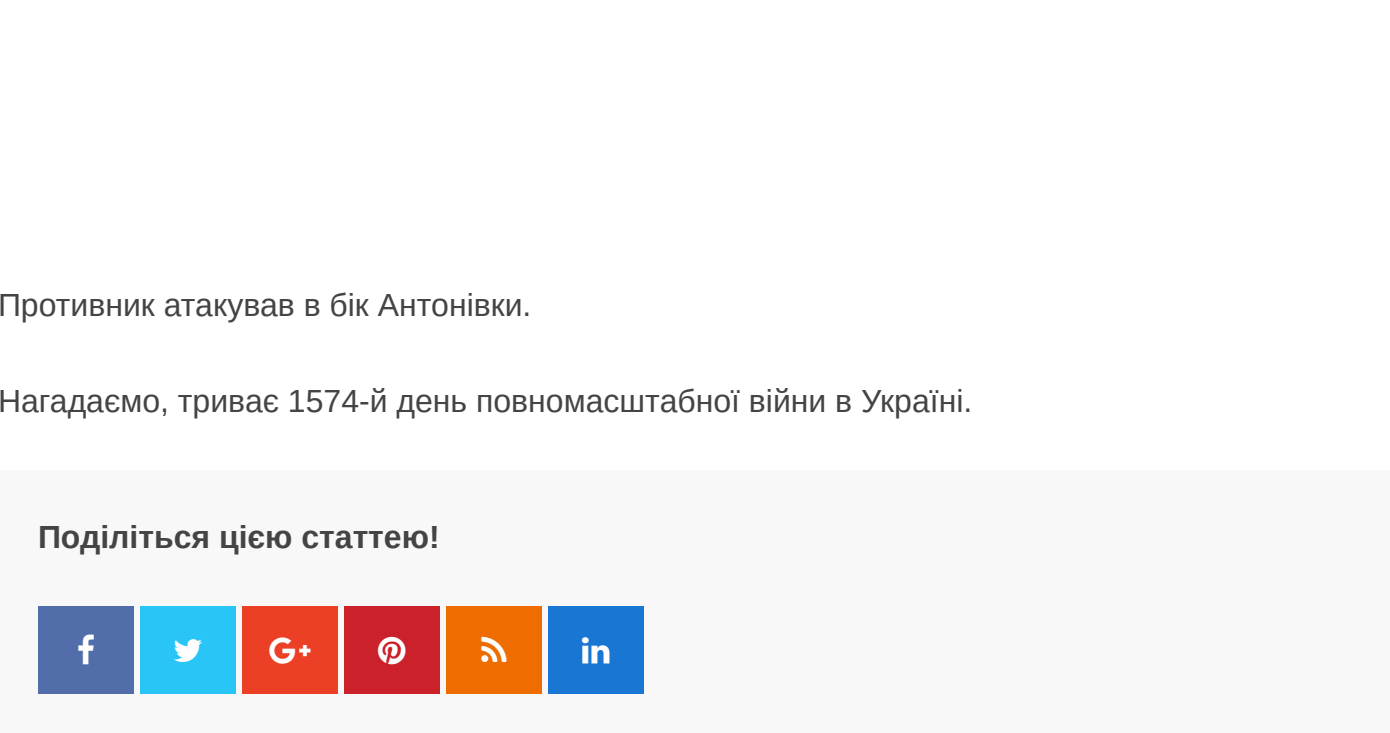 Противник атакував в бік Антонівки.
Нагадаємо, триває 1574-й день повномасштабної війни в Україні.
Поділіться цією статтею!